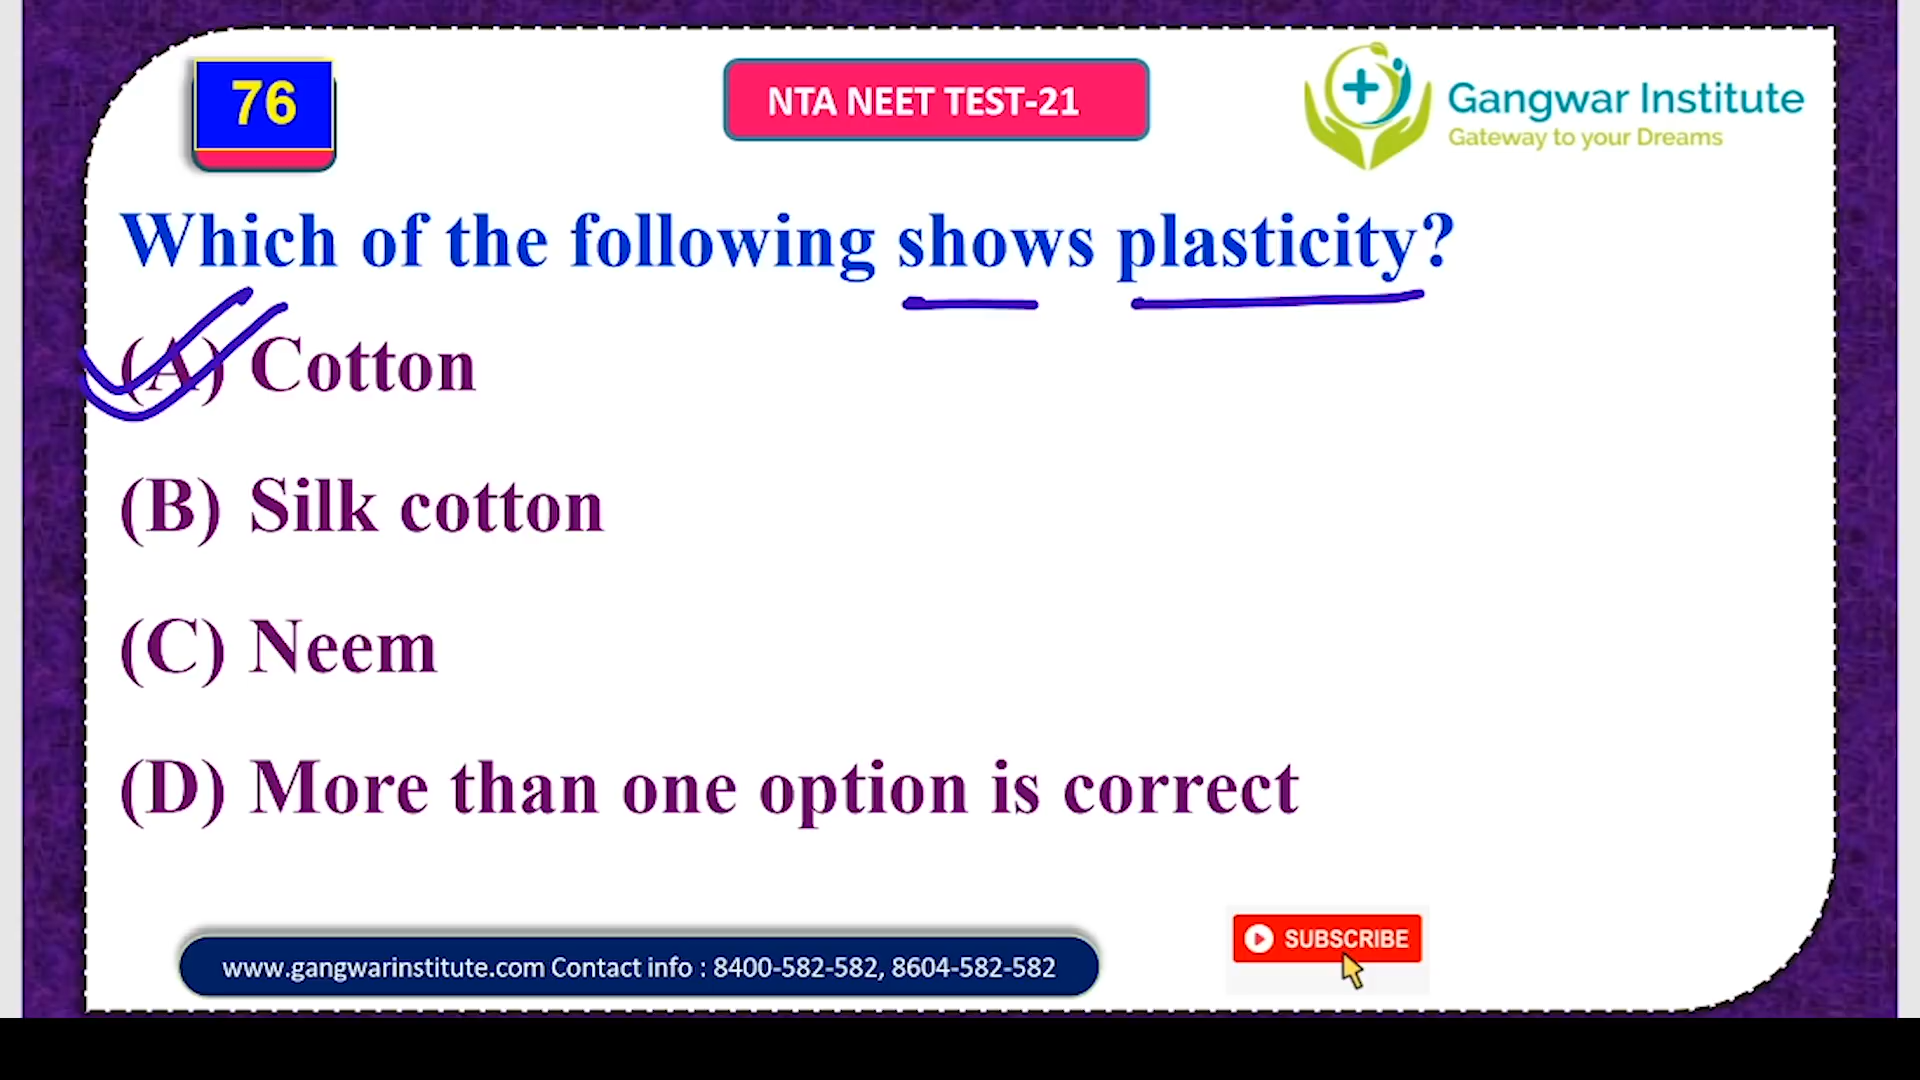 76
NTA NEET TEST-21
Gangwar Institute
Gateway to your Dreams
Which of the following shows plasticity?
(A) Cotton
(B) Silk cotton
(C) Neem
(D) More than one option is correct
www.gangwarinstitute.com Contact info : 8400-582-582, 8604-582-582
SUBSCRIBE